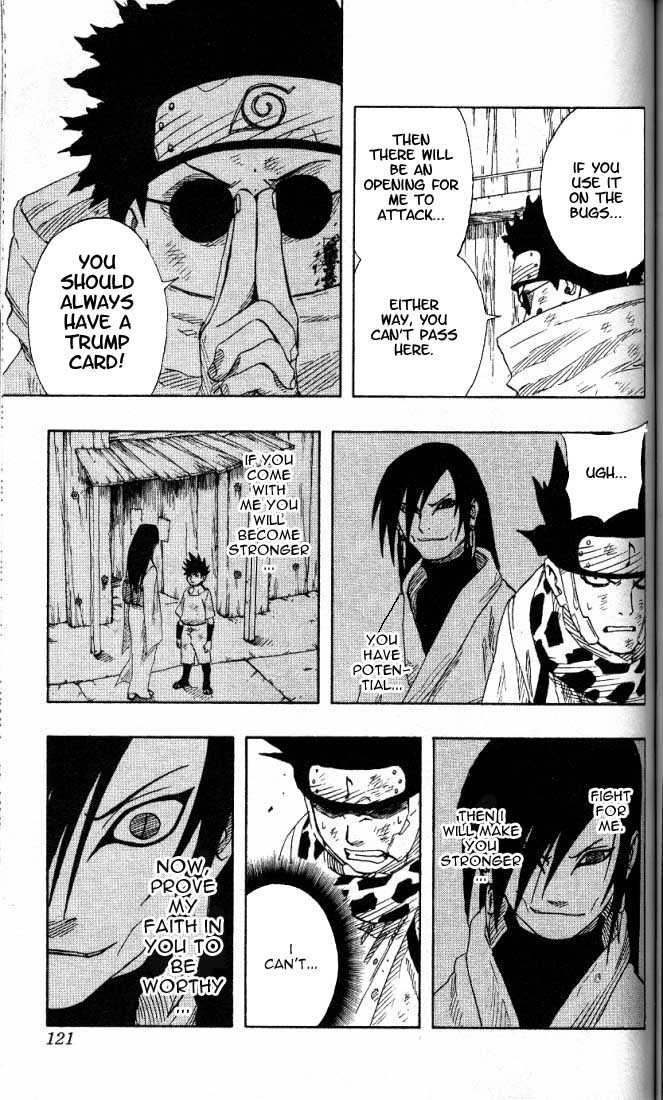 IF YOU
USE IT
ON THE
BUGS...
THEN
THERE WILL
BE AN
OPENING FOR
ME TO
ATTACK...
EITHER
WAY, YOU
CAN'T PASS
HERE.
YOU
SHOULD
ALWAYS
HAVE A
TRUMP
CARD!
UGH...
YOU
HAVE
POTEN-
TIAL...
IF YOU
COME
WITH
ME YOU
WILL
BECOME
STRONGER
...
FIGHT
FOR
ME.
THEN I
WILL MAKE
YOU
STRONGER
...
I
CAN'T...
NOW,
PROVE
MY
FAITH IN
YOU TO
BE
WORTHY
...
121